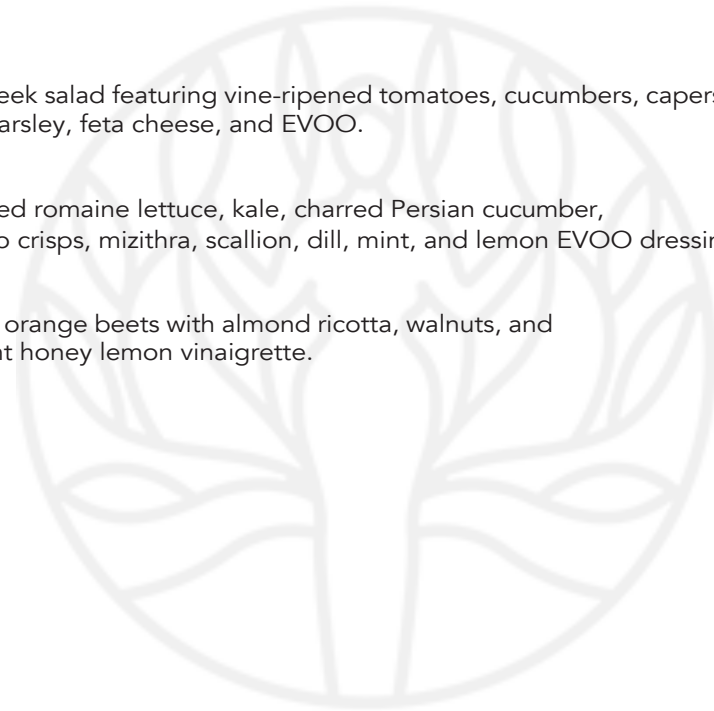 eek salad featuring vine-ripened tomatoes, cucumbers, capers
arsley, feta cheese, and EVOO.
ed romaine lettuce, kale, charred Persian cucumber,
o crisps, mizithra, scallion, dill, mint, and lemon EVOO dressin
orange beets with almond ricotta, walnuts, and
nt honey lemon vinaigrette.